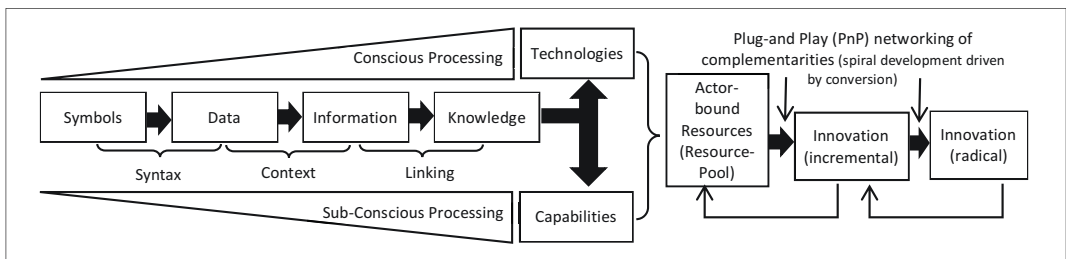 Conscious Processing
Technologies
Plug-and Play (PnP) networking of
complementarities (spiral development driven
by conversion)
Symbols
Data
Information
Knowledge
Syntax
Context
Linking
Sub-Conscious Processing
Capabilities
Actor-
bound
Resources
(Resource-
Pool)
Innovation
(incremental)
Innovation
(radical)